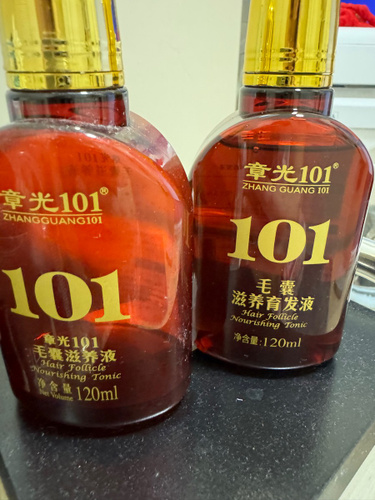 章光101®
ZHANGGUANG101
101
章光101
毛囊滋养液
Hair Follicle
Nourishing Tonic
净含量
Net Volume
120ml
章光101®
ZHANG GUANG 101
101
毛囊
滋养育发液
Hair Follicle
Nourishing Tonic
净含量:120ml